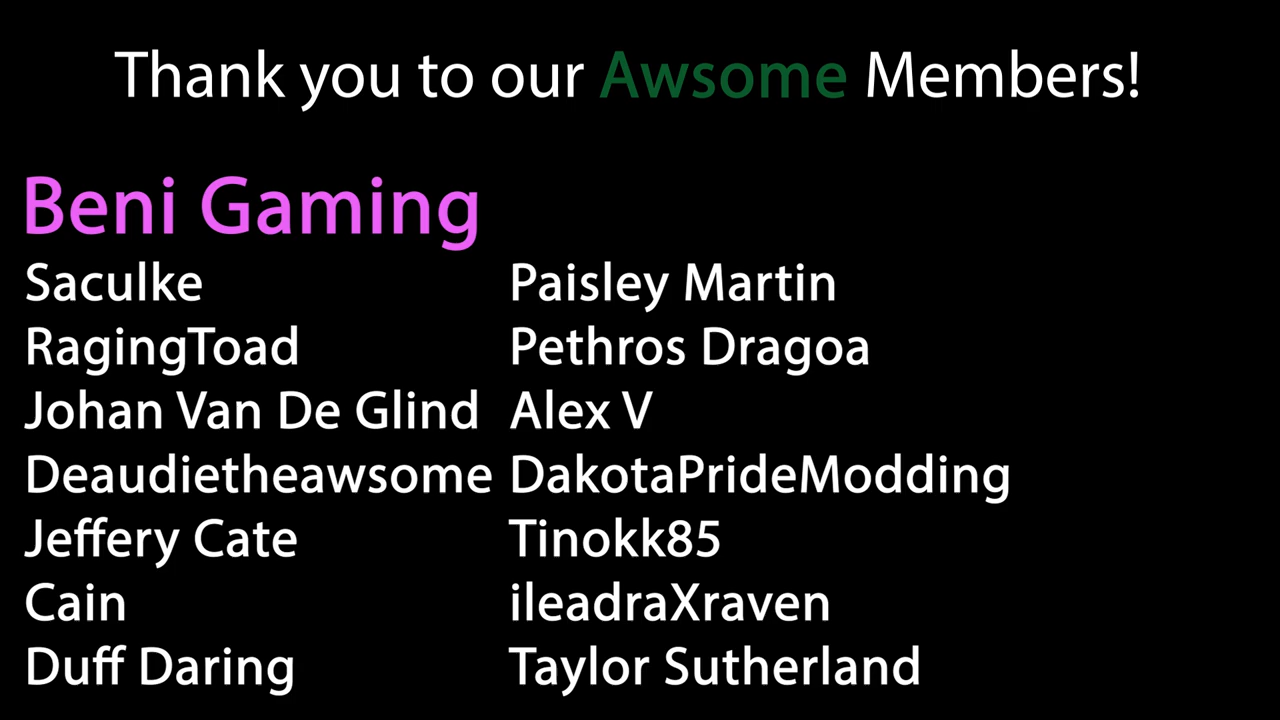 Thank you to our Awsome Members!
Beni Gaming
Saculke
RagingToad
Johan Van De Glind
Deaudietheawsome
Jeffery Cate
Cain
Duff Daring
Paisley Martin
Pethros Dragoa
Alex V
DakotaPrideModding
Tinokk85
ileadraXraven
Taylor Sutherland